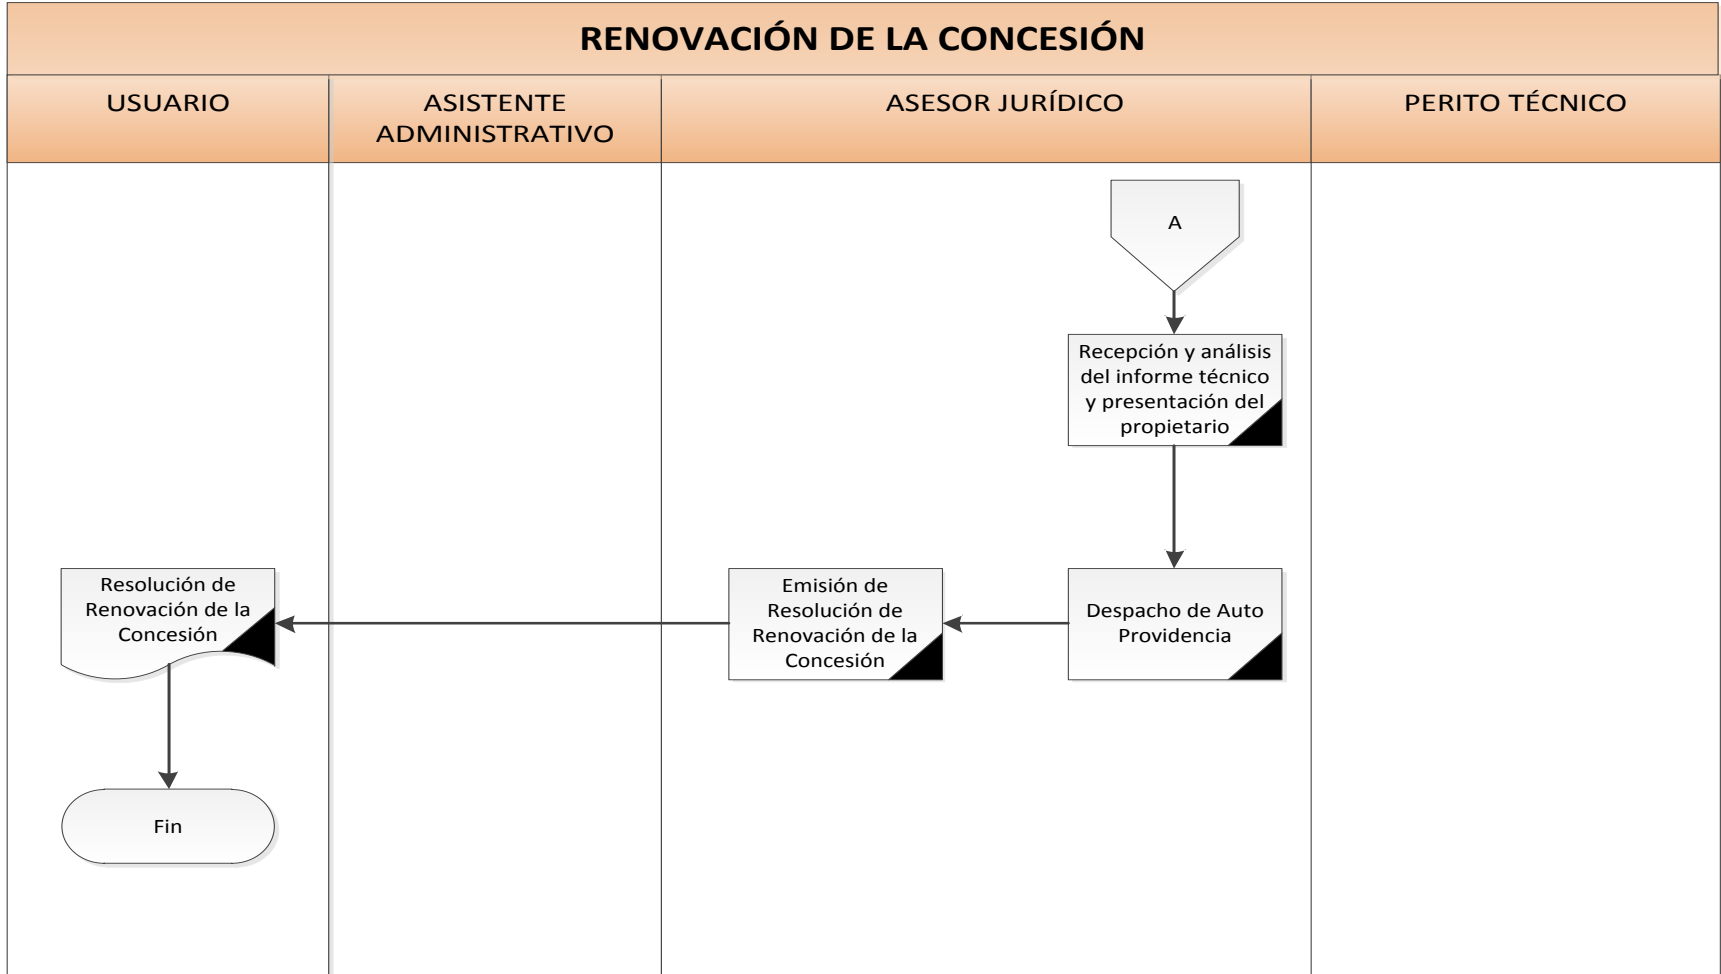 RENOVACIÓN DE LA CONCESIÓN
USUARIO
ASISTENTE
ADMINISTRATIVO
ASESOR JURÍDICO
PERITO TÉCNICO
A
Recepción y análisis
del informe técnico
y presentación del
propietario
Resolución de
Renovación de la
Concesión
Emisión de
Resolución de
Renovación de la
Concesión
Despacho de Auto
Providencia
Fin